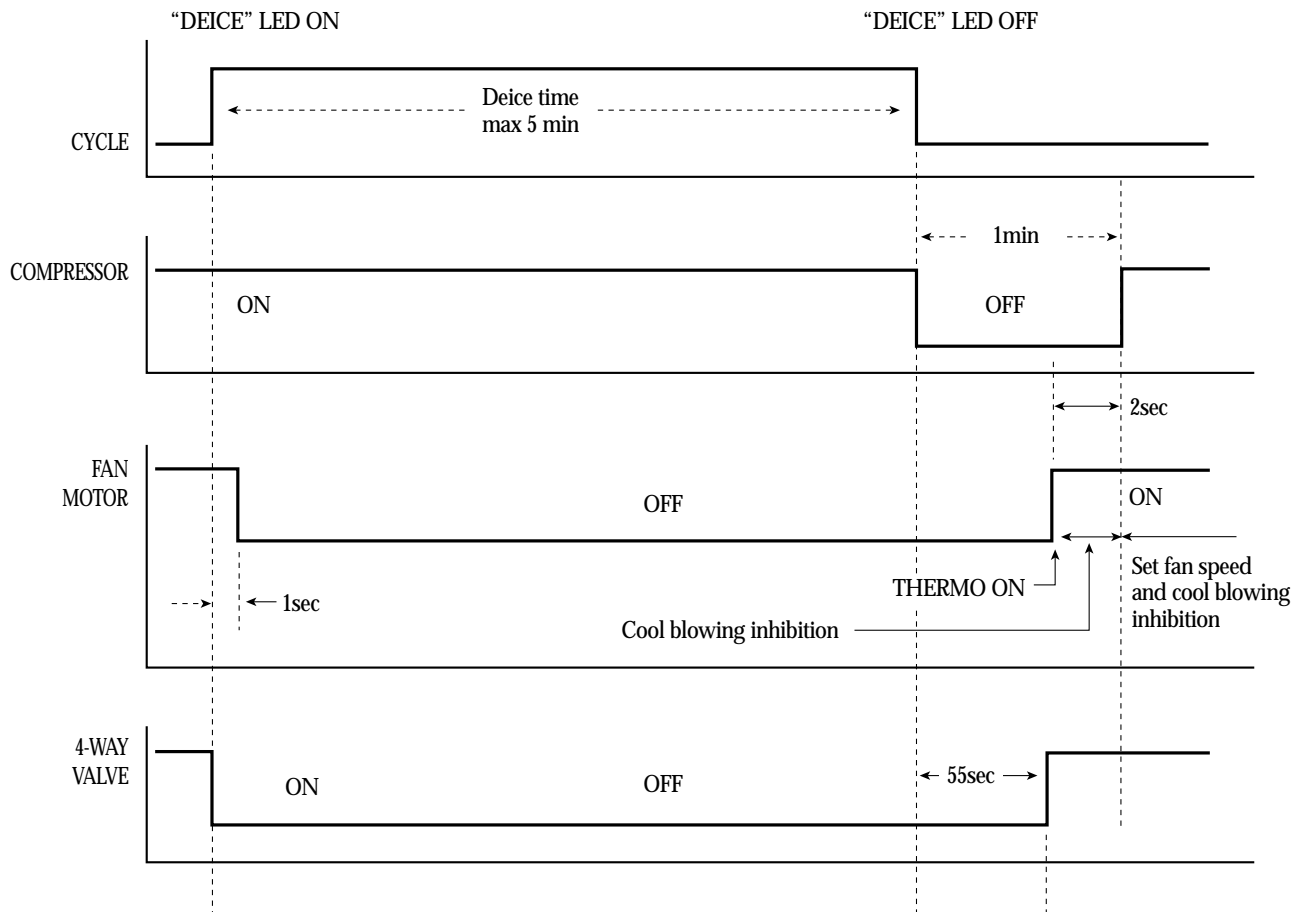 “DEICE” LED ON
“DEICE” LED OFF
Deice time
max 5 min
CYCLE
1min
COMPRESSOR
ON
OFF
2sec
FAN
MOTOR
OFF
ON
THERMO ON
Set fan speed
and cool blowing
inhibition
1sec
Cool blowing inhibition
4-WAY
VALVE
ON
OFF
55sec